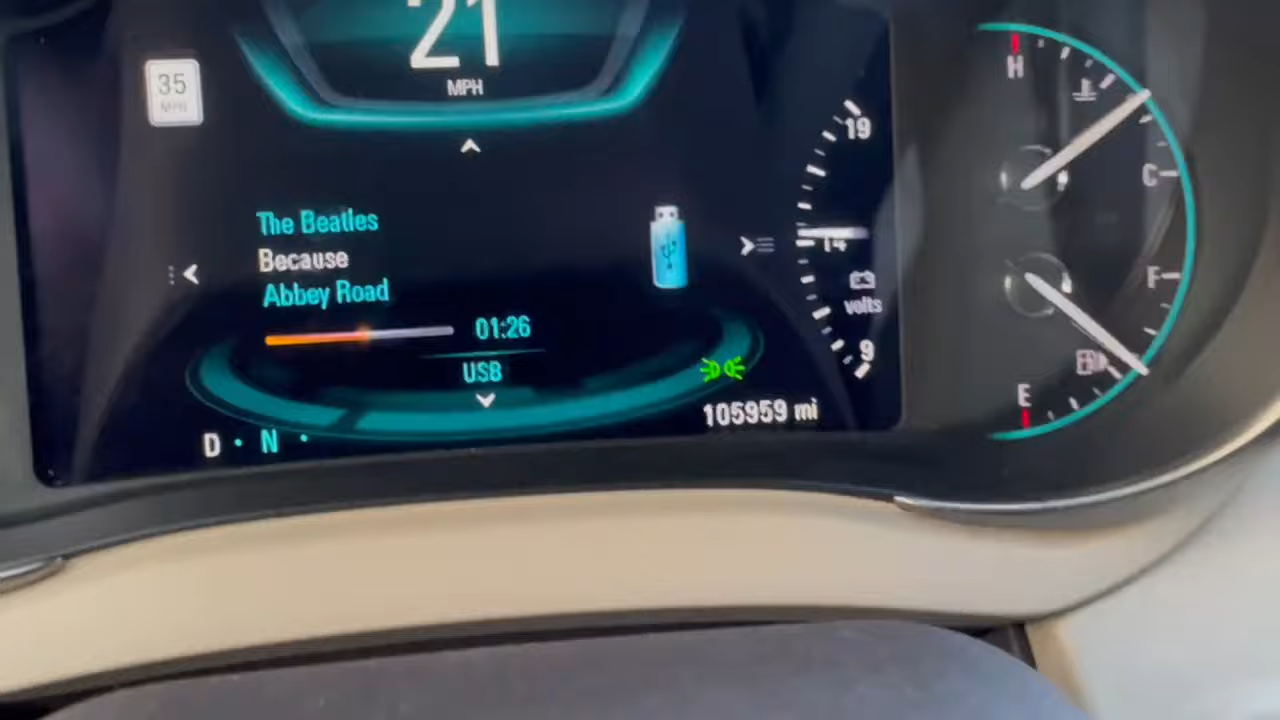 21
MPH
35
MPH
The Beatles
Because
Abbey Road
01:26
USB
D · N ·
105959 mi
19
14
volts
9
H
C
F
E